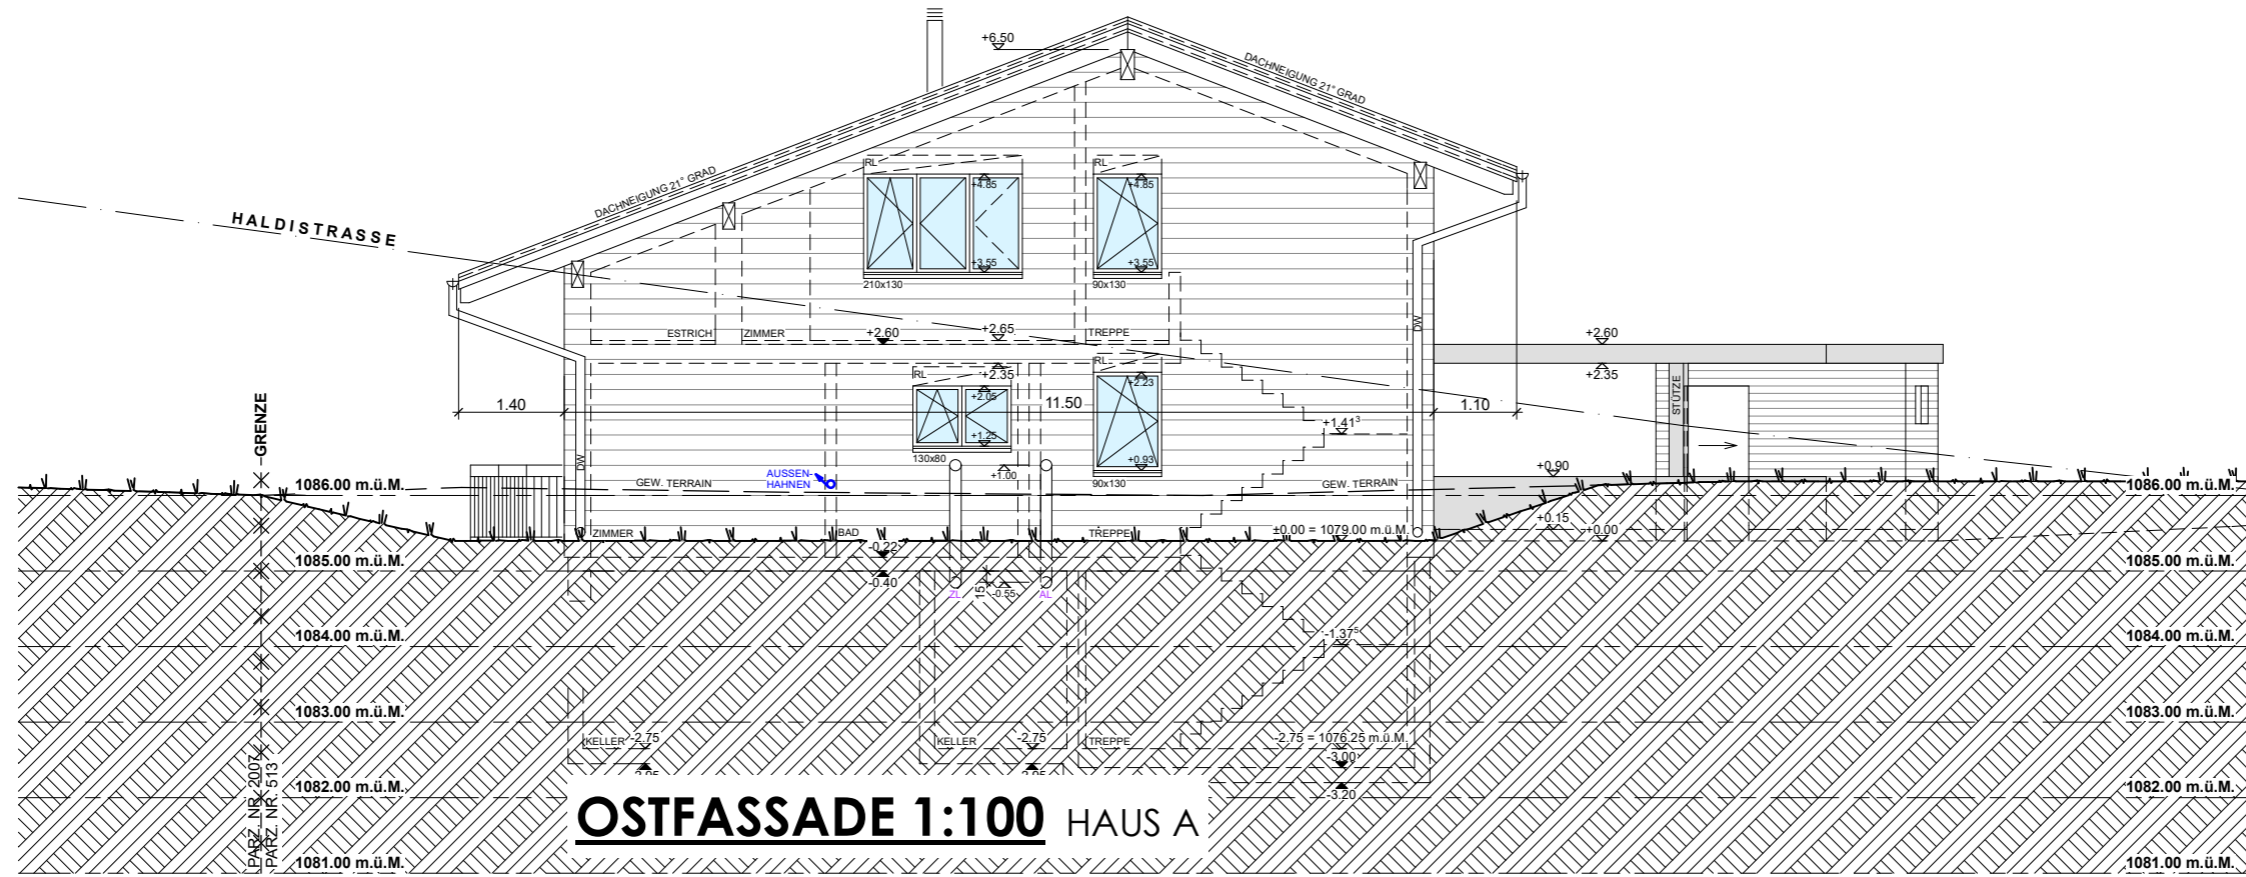 +6.50
DACHNEIGUNG 21° GRAD
DACHNEIGUNG 21° GRAD
HALDISTRASSE
RL
+4.85
+3.55
210x130
RL
+4.85
+3.55
90x130
ESTRICH
ZIMMER
+2.60
+2.65
TREPPE
DW
+2.60
+2.35
RL
+2.35
+2.05
+1.25
130x80
RL
+2.23
+0.93
90x130
1.40
11.50
1.10
+1.41³
STÜTZE
GRENZE
DW
AUSSEN-
HAHNEN
+1.00
+0.90
GEW. TERRAIN
GEW. TERRAIN
1086.00 m.ü.M.
1086.00 m.ü.M.
ZIMMER
BAD
TREPPE
±0.00 = 1079.00 m.ü.M.
+0.15
±0.00
-0.22
-0.40
1085.00 m.ü.M.
1085.00 m.ü.M.
ZL
15
-0.55
AL
1084.00 m.ü.M.
-1.37⁵
1084.00 m.ü.M.
1083.00 m.ü.M.
1083.00 m.ü.M.
KELLER
-2.75
KELLER
-2.75
TREPPE
-2.75 = 1076.25 m.ü.M.
-3.00
-3.20
PARZ. NR. 2007
PARZ. NR. 513
1082.00 m.ü.M.
1082.00 m.ü.M.
OSTFASSADE 1:100 HAUS A
1081.00 m.ü.M.
1081.00 m.ü.M.